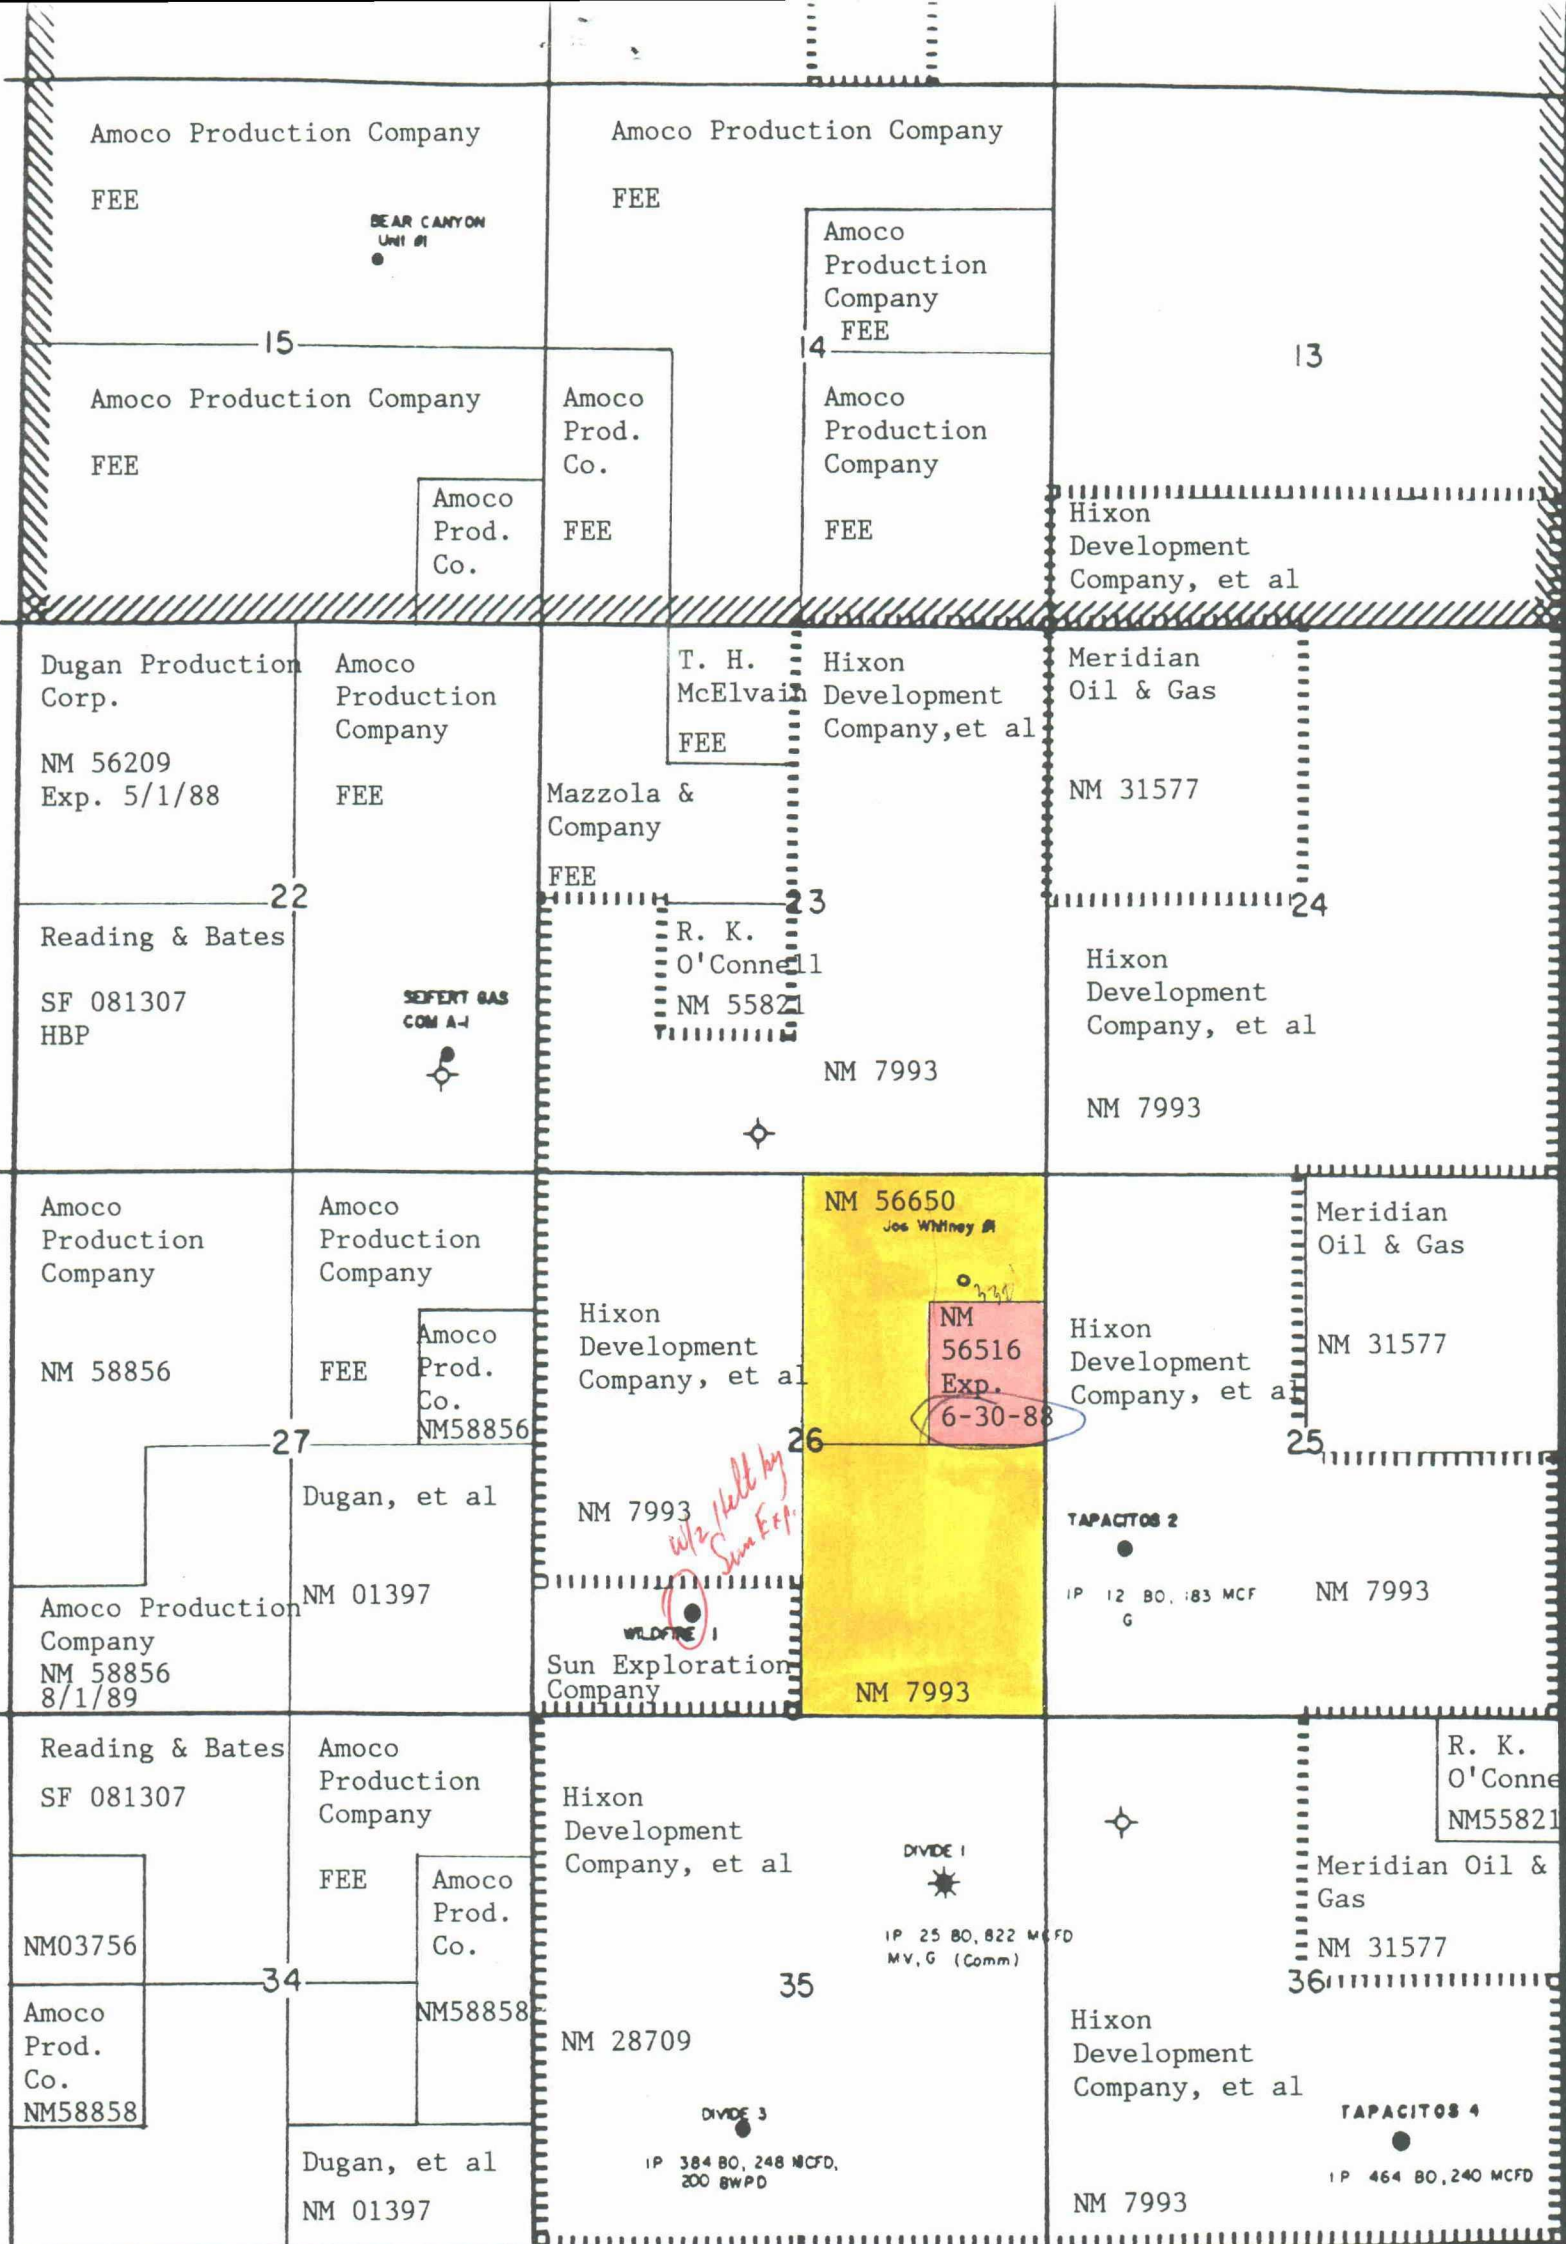 Amoco Production Company
FEE
BEAR CANYON
Unit #1
Amoco Production Company
FEE
Amoco
Production
Company
FEE
15
14
13
Amoco Production Company
FEE
Amoco
Prod.
Co.
Amoco
Prod.
Co.
FEE
Amoco
Production
Company
FEE
Hixon
Development
Company, et al
Dugan Production
Corp.
NM 56209
Exp. 5/1/88
Amoco
Production
Company
FEE
T. H.
McElvain
FEE
Mazzola &
Company
FEE
Hixon
Development
Company,et al
Meridian
Oil & Gas
NM 31577
22
23
24
Reading & Bates
SF 081307
HBP
SEIFERT GAS
COM A-1
R. K.
O'Connell
NM 55821
NM 7993
Hixon
Development
Company, et al
NM 7993
Amoco
Production
Company
NM 58856
Amoco
Production
Company
FEE
Amoco
Prod.
Co.
NM58856
Hixon
Development
Company, et al
NM 56650
Joe Whitney #1
330
NM
56516
Exp.
6-30-88
Hixon
Development
Company, et al
Meridian
Oil & Gas
NM 31577
27
26
25
Dugan, et al
NM 01397
NM 7993
W/2 Held by
Sun Exp.
TAPACITOS 2
IP 12 BO, 183 MCF
G
NM 7993
Amoco Production
Company
NM 58856
8/1/89
WILDFIRE 1
Sun Exploration
Company
NM 7993
Reading & Bates
SF 081307
Amoco
Production
Company
FEE
Amoco
Prod.
Co.
NM58858
Hixon
Development
Company, et al
DIVIDE 1
IP 25 BO, 822 MCFD
MV, G (Comm)
R. K.
O'Conne
NM55821
Meridian Oil &
Gas
NM 31577
NM03756
34
35
36
Amoco
Prod.
Co.
NM58858
NM 28709
Hixon
Development
Company, et al
DIVIDE 3
IP 384 BO, 248 MCFD,
200 BWPD
TAPACITOS 4
IP 464 BO, 240 MCFD
Dugan, et al
NM 01397
NM 7993